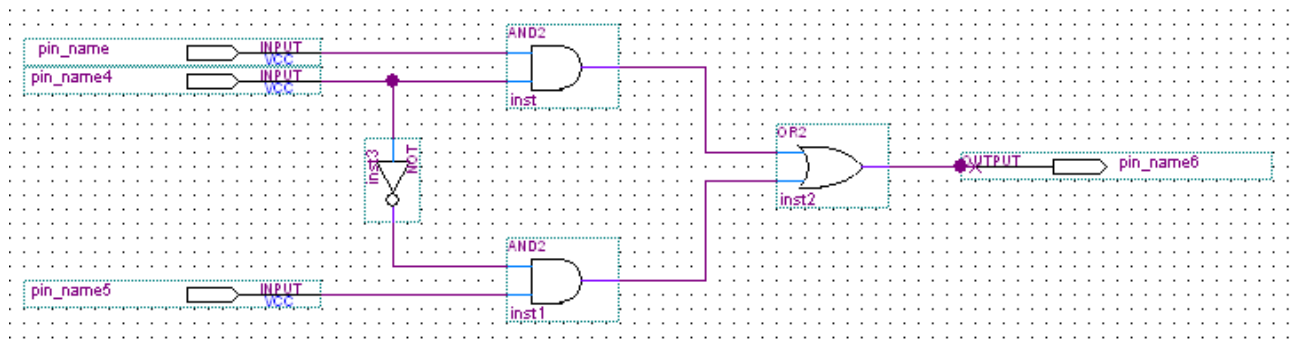 AND2
pin_name INPUT
VCC
pin_name4 INPUT
VCC
inst
OR2
inst3 NOT
OUTPUT pin_name6
inst2
AND2
pin_name5 INPUT
VCC
inst1